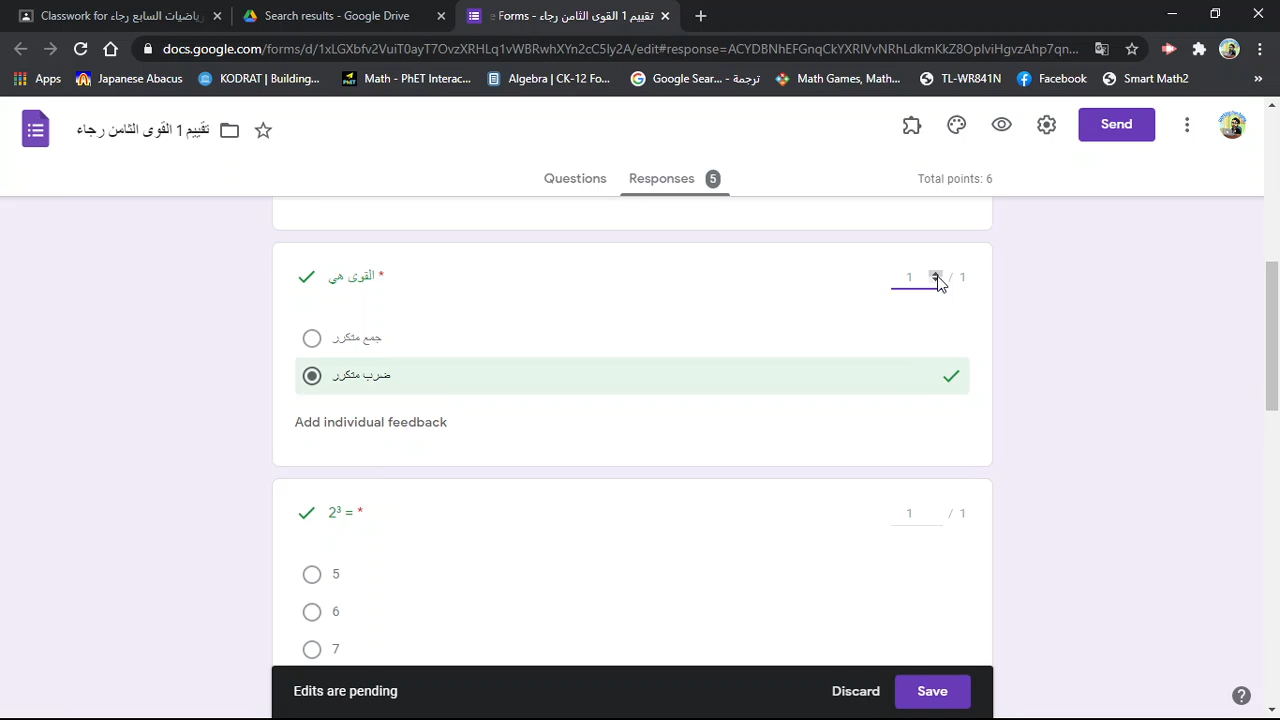 Classwork for رياضيات السابع رجاء
Search results - Google Drive
تقييم 1 القوى الثامن رجاء - Forms
docs.google.com/forms/d/1xLGXbfv2VuiT0ayT7OvzXRHLq1vWBRwhXYn2cC5ly2A/edit#response=ACYDBNhEFGnqCkYXRIVvNRhLdkmKkZ8OpIviHgvzAhp7qn...
Apps
Japanese Abacus
KODRAT | Building...
Math - PhET Interac...
Algebra | CK-12 Fo...
Google Sear... - ترجمة
Math Games, Math...
TL-WR841N
Facebook
Smart Math2
»
تقييم 1 القوى الثامن رجاء
Send
Questions
Responses 5
Total points: 6
القوى هي *
1 / 1
جمع متكرر
ضرب متكرر
Add individual feedback
2³ = *
1 / 1
5
6
7
Edits are pending
Discard
Save